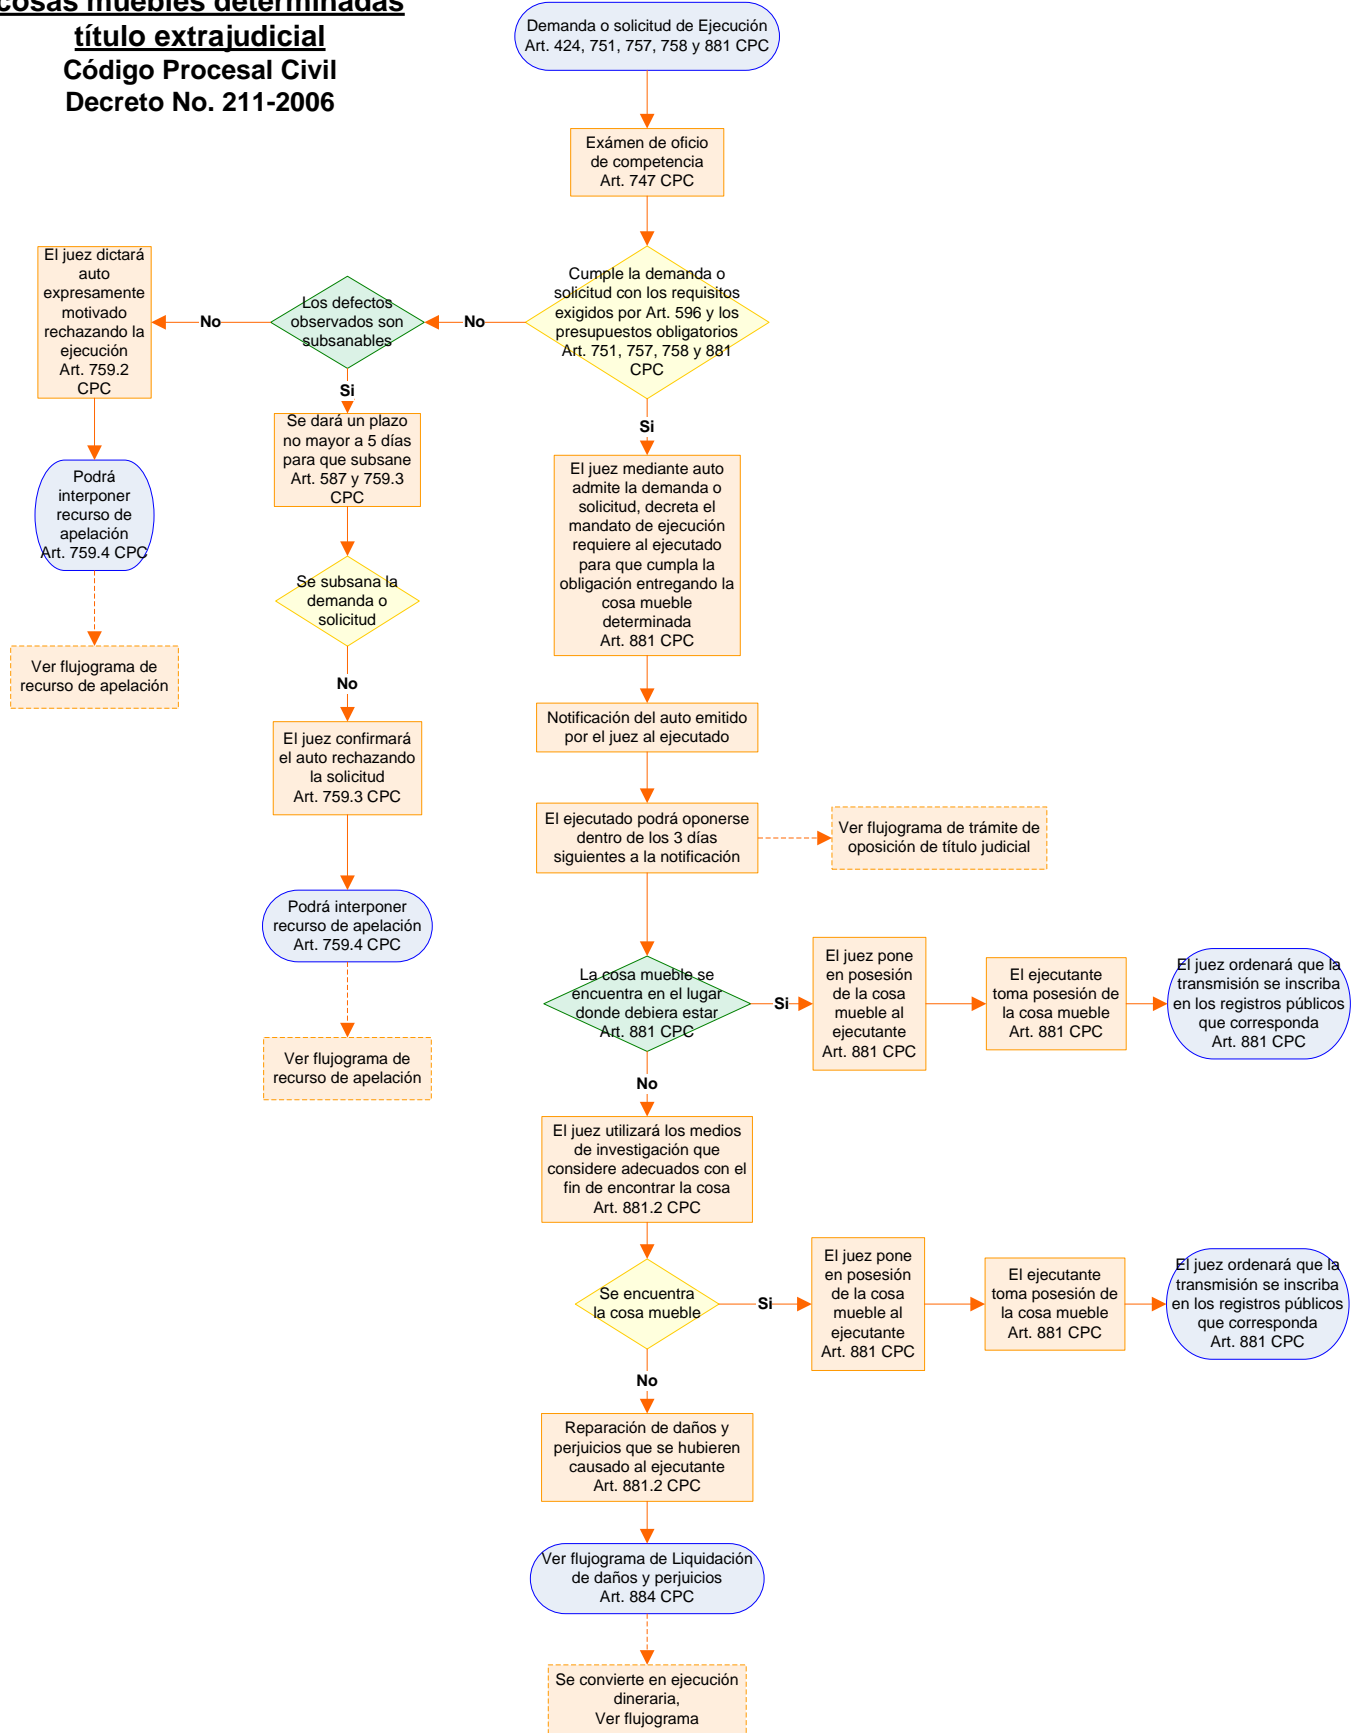 cosas muebles determinadas
título extrajudicial
Código Procesal Civil
Decreto No. 211-2006
Demanda o solicitud de Ejecución
Art. 424, 751, 757, 758 y 881 CPC
Exámen de oficio
de competencia
Art. 747 CPC
Cumple la demanda o
solicitud con los requisitos
exigidos por Art. 596 y los
presupuestos obligatorios
Art. 751, 757, 758 y 881
CPC
No
Los defectos
observados son
subsanables
No
El juez dictará
auto
expresamente
motivado
rechazando la
ejecución
Art. 759.2
CPC
Podrá
interponer
recurso de
apelación
Art. 759.4 CPC
Ver flujograma de
recurso de apelación
Si
Se dará un plazo
no mayor a 5 días
para que subsane
Art. 587 y 759.3
CPC
Se subsana la
demanda o
solicitud
No
El juez confirmará
el auto rechazando
la solicitud
Art. 759.3 CPC
Podrá interponer
recurso de apelación
Art. 759.4 CPC
Ver flujograma de
recurso de apelación
Si
El juez mediante auto
admite la demanda o
solicitud, decreta el
mandato de ejecución
requiere al ejecutado
para que cumpla la
obligación entregando la
cosa mueble
determinada
Art. 881 CPC
Notificación del auto emitido
por el juez al ejecutado
El ejecutado podrá oponerse
dentro de los 3 días
siguientes a la notificación
Ver flujograma de trámite de
oposición de título judicial
La cosa mueble se
encuentra en el lugar
donde debiera estar
Art. 881 CPC
Si
El juez pone
en posesión
de la cosa
mueble al
ejecutante
Art. 881 CPC
El ejecutante
toma posesión de
la cosa mueble
Art. 881 CPC
El juez ordenará que la
transmisión se inscriba
en los registros públicos
que corresponda
Art. 881 CPC
No
El juez utilizará los medios
de investigación que
considere adecuados con el
fin de encontrar la cosa
Art. 881.2 CPC
Se encuentra
la cosa mueble
Si
El juez pone
en posesión
de la cosa
mueble al
ejecutante
Art. 881 CPC
El ejecutante
toma posesión de
la cosa mueble
Art. 881 CPC
El juez ordenará que la
transmisión se inscriba
en los registros públicos
que corresponda
Art. 881 CPC
No
Reparación de daños y
perjuicios que se hubieren
causado al ejecutante
Art. 881.2 CPC
Ver flujograma de Liquidación
de daños y perjuicios
Art. 884 CPC
Se convierte en ejecución
dineraria,
Ver flujograma